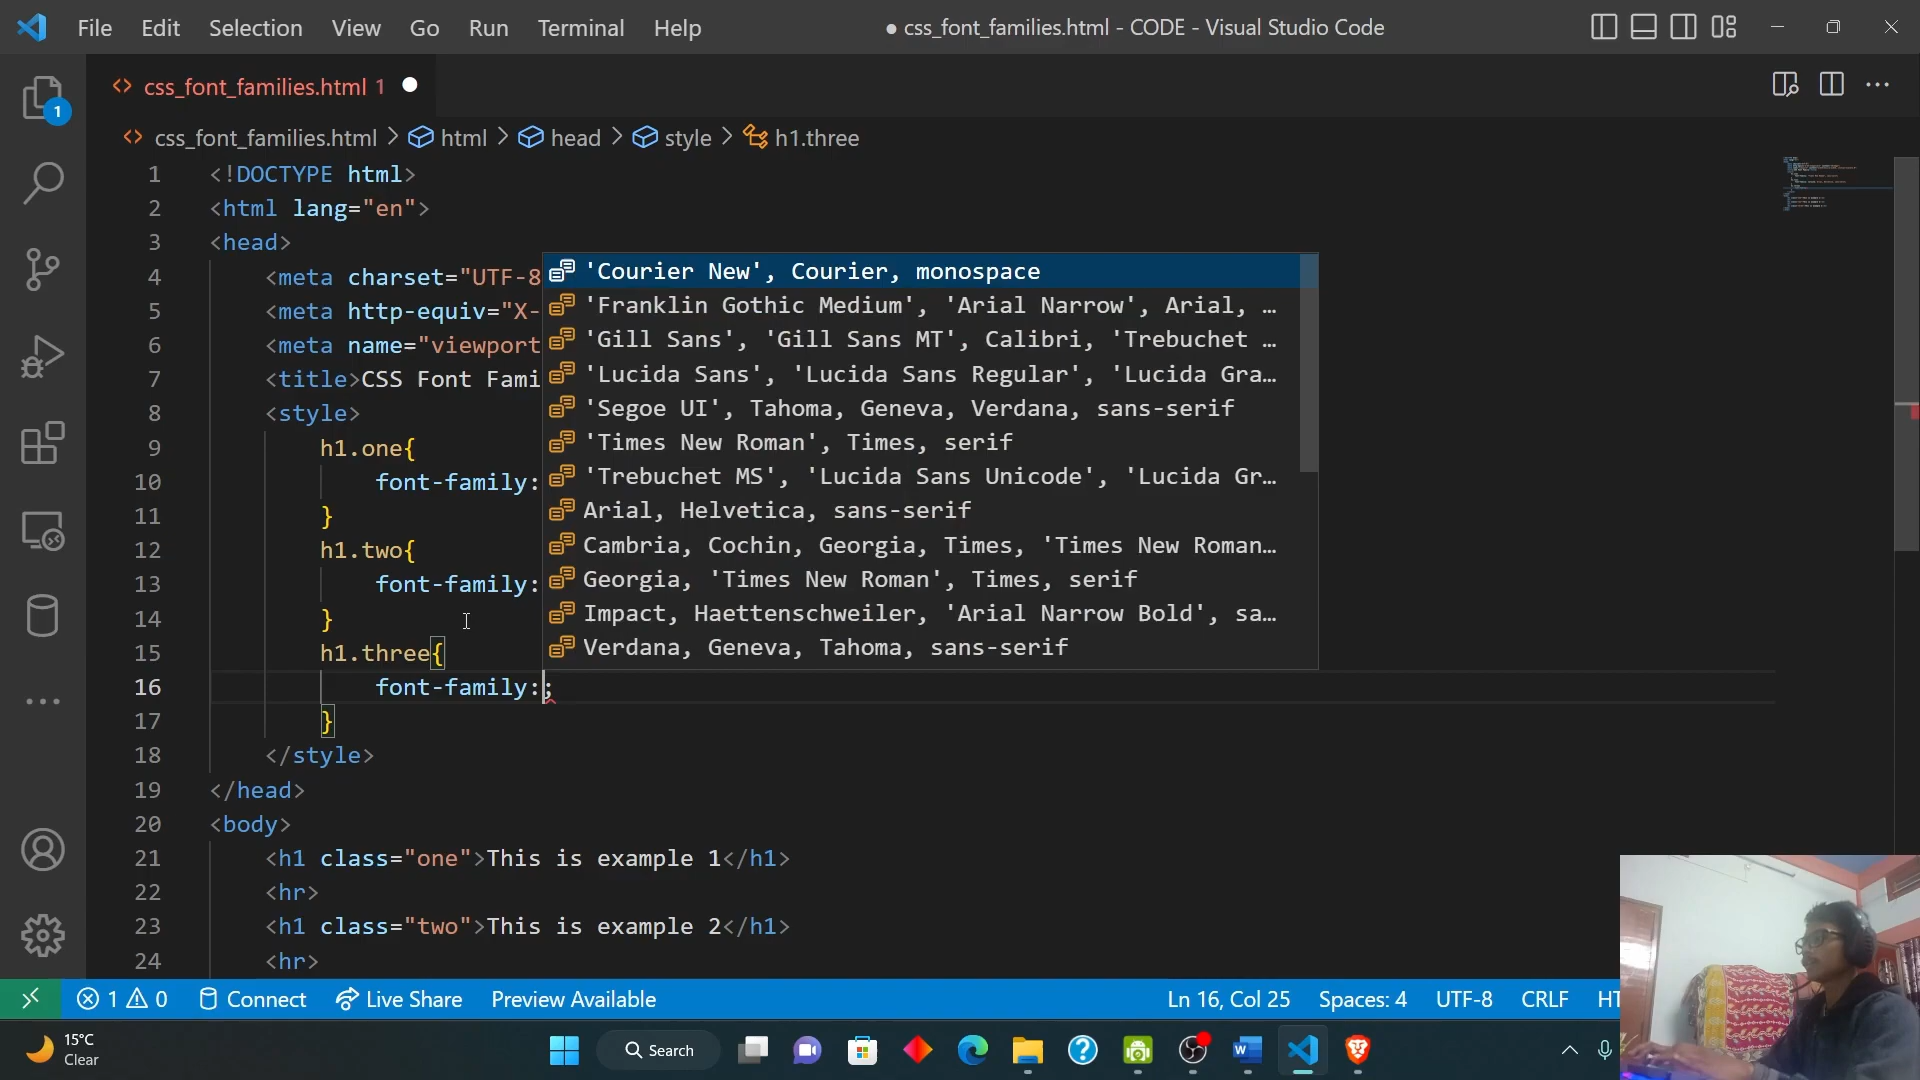 File Edit Selection View Go Run Terminal Help ● css_font_families.html - CODE - Visual Studio Code
css_font_families.html 1
1
css_font_families.html > html > head > style > h1.three
1 <!DOCTYPE html>
2 <html lang="en">
3 <head>
4 <meta charset="UTF-8
5 <meta http-equiv="X-
6 <meta name="viewport
7 <title>CSS Font Fami
8 <style>
9 h1.one{
10 font-family:
11 }
12 h1.two{
13 font-family:
14 }
15 h1.three{
16 font-family:;
17 }
18 </style>
19 </head>
20 <body>
21 <h1 class="one">This is example 1</h1>
22 <hr>
23 <h1 class="two">This is example 2</h1>
24 <hr>
'Courier New', Courier, monospace
'Franklin Gothic Medium', 'Arial Narrow', Arial, …
'Gill Sans', 'Gill Sans MT', Calibri, 'Trebuchet …
'Lucida Sans', 'Lucida Sans Regular', 'Lucida Gra…
'Segoe UI', Tahoma, Geneva, Verdana, sans-serif
'Times New Roman', Times, serif
'Trebuchet MS', 'Lucida Sans Unicode', 'Lucida Gr…
Arial, Helvetica, sans-serif
Cambria, Cochin, Georgia, Times, 'Times New Roman…
Georgia, 'Times New Roman', Times, serif
Impact, Haettenschweiler, 'Arial Narrow Bold', sa…
Verdana, Geneva, Tahoma, sans-serif
1 0 Connect Live Share Preview Available Ln 16, Col 25 Spaces: 4 UTF-8 CRLF HT
15°C
Clear
Search